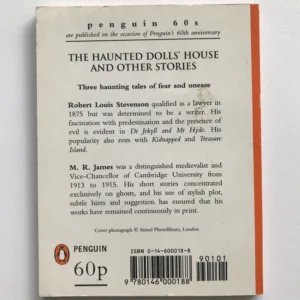 penguin 60s
are published on the occasion of Penguin's 60th anniversary
THE HAUNTED DOLLS' HOUSE
AND OTHER STORIES
Three haunting tales of fear and unease
Robert Louis Stevenson qualified as a lawyer in
1875 but was determined to be a writer. His
fascination with predestination and the presence of
evil is evident in Dr Jekyll and Mr Hyde. His
popularity also rests with Kidnapped and Treasure
Island.
M. R. James was a distinguished medievalist and
Vice-Chancellor of Cambridge University from
1913 to 1915. His short stories concentrated
exclusively on ghosts, and his use of stylish plot,
subtle hints and suggestion has ensured that his
works have remained continuously in print.
Cover photograph © Attard Photolibrary, London
PENGUIN
60p
ISBN 0-14-600018-8
90101
9780146000188